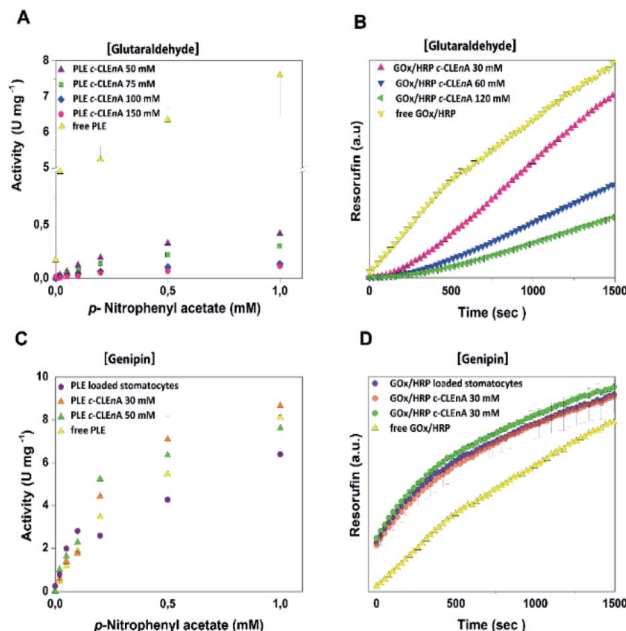 A
[Glutaraldehyde]
Activity (U mg⁻¹)
8
7
6
5
0,5
0,0
PLE c-CLEnA 50 mM
PLE c-CLEnA 75 mM
PLE c-CLEnA 100 mM
PLE c-CLEnA 150 mM
free PLE
0,0
0,5
1,0
p- Nitrophenyl acetate (mM)
B
[Glutaraldehyde]
Resorufin (a.u)
GOx/HRP c-CLEnA 30 mM
GOx/HRP c-CLEnA 60 mM
GOx/HRP c-CLEnA 120 mM
free GOx/HRP
0
500
1000
1500
Time (sec )
C
[Genipin]
Activity (U mg⁻¹)
10
8
6
4
2
0
PLE loaded stomatocytes
PLE c-CLEnA 30 mM
PLE c-CLEnA 50 mM
free PLE
0,0
0,5
1,0
p-Nitrophenyl acetate (mM)
D
[Genipin]
Resorufin (a.u.)
GOx/HRP loaded stomatocytes
GOx/HRP c-CLEnA 30 mM
GOx/HRP c-CLEnA 30 mM
free GOx/HRP
0
500
1000
1500
Time (sec )